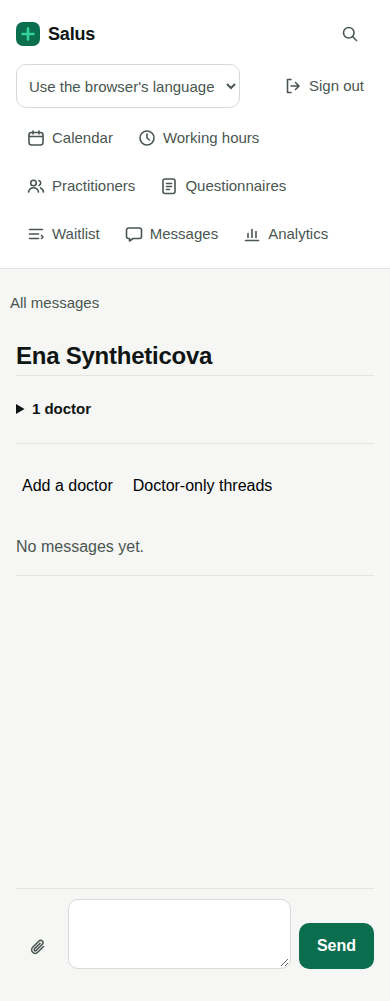 Salus
Use the browser's language
Sign out
Calendar
Working hours
Practitioners
Questionnaires
Waitlist
Messages
Analytics
All messages
Ena Syntheticova
1 doctor
Add a doctor
Doctor-only threads
No messages yet.
Send